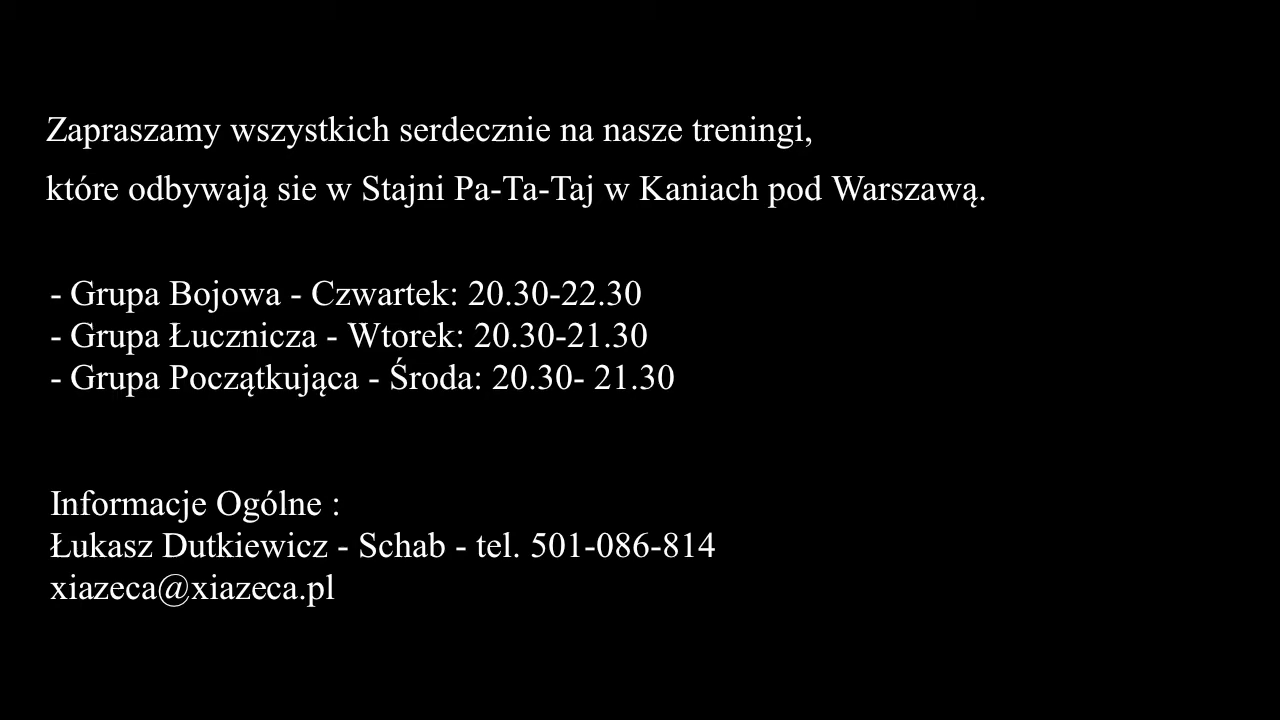 Zapraszamy wszystkich serdecznie na nasze treningi,
które odbywają sie w Stajni Pa-Ta-Taj w Kaniach pod Warszawą.
- Grupa Bojowa - Czwartek: 20.30-22.30
- Grupa Łucznicza - Wtorek: 20.30-21.30
- Grupa Początkująca - Środa: 20.30- 21.30
Informacje Ogólne :
Łukasz Dutkiewicz - Schab - tel. 501-086-814
xiazeca@xiazeca.pl